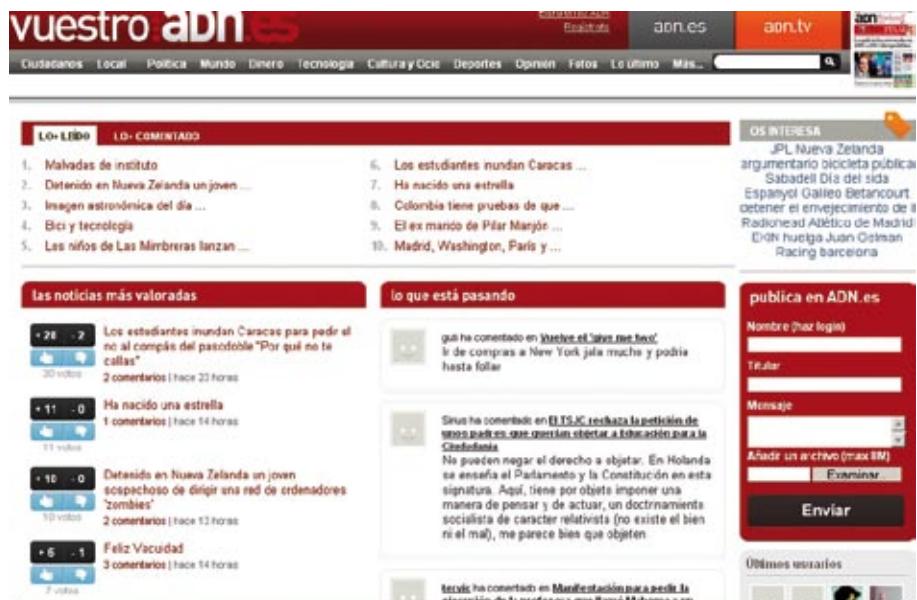 vuestro adn.es
Regístrate
adn.es
adn.tv
Ciudadanos Local Política Mundo Dinero Tecnología Cultura y Ocio Deportes Opinión Fotos Lo último Más...
LO+ LEÍDO
LO+ COMENTADO
1. Malvadas de instituto
2. Detenido en Nueva Zelanda un joven ...
3. Imagen astronómica del día ...
4. Bici y tecnología
5. Los niños de Las Mimbreras lanzan ...
6. Los estudiantes inundan Caracas ...
7. Ha nacido una estrella
8. Colombia tiene pruebas de que ...
9. El ex marido de Pilar Manjón ...
10. Madrid, Washington, París y ...
OS INTERESA
JPL Nueva Zelanda
argumentario bicicleta pública
Sabadell Día del sida
Espanyol Galileo Betancourt
detener el envejecimiento de l
Radiohead Atlético de Madrid
huelga Juan Gelman
Racing barcelona
las noticias más valoradas
+ 20 - 2
20 votos
Los estudiantes inundan Caracas para pedir el
no al compás del pasodoble "Por qué no te
callas"
2 comentarios | hace 23 horas
+ 11 - 0
11 votos
Ha nacido una estrella
1 comentarios | hace 14 horas
+ 10 - 0
10 votos
Detenido en Nueva Zelanda un joven
sospechoso de dirigir una red de ordenadores
'zombies'
2 comentarios | hace 13 horas
+ 6 - 1
7 votos
Feliz Vacuidad
3 comentarios | hace 14 horas
lo que está pasando
guti ha comentado en Vuelve el 'give me two'
Ir de compras a New York jala mucho y podría
hasta follar
Sirius ha comentado en El TSJC rechaza la petición de
unos padres que querían objetar a Educación para la
Ciudadanía
No pueden negar el derecho a objetar. En Holanda
se enseña el Parlamento y la Constitución en esta
signatura. Aquí, tiene por objeto imponer una
manera de pensar y de actuar, un doctrinamiento
socialista de caracter relativista (no existe el bien
ni el mal), me parece bien que objeten
tervic ha comentado en Manifestación para pedir la
publica en ADN.es
Nombre (haz login)
Titular
Mensaje
Añadir un archivo (max 8M)
Examinar...
Enviar
Últimos usuarios